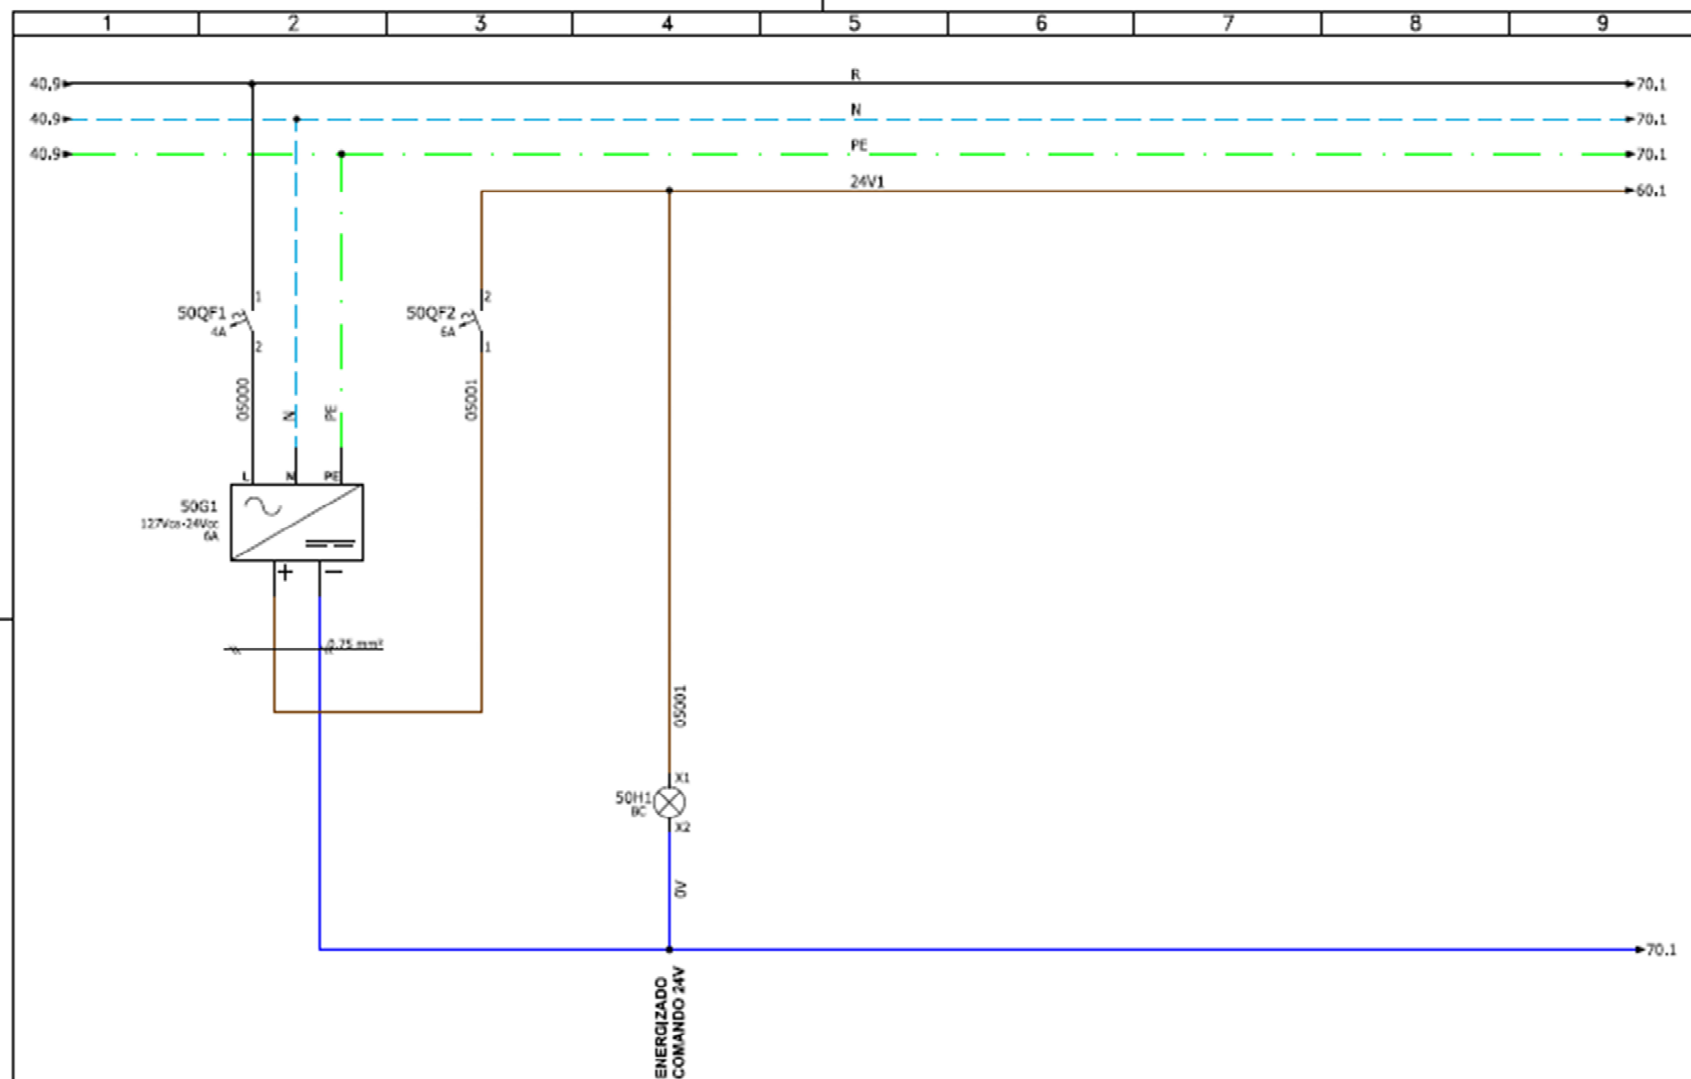 1 2 3 4 5 6 7 8 9
40.9 R 70.1
40.9 N 70.1
40.9 PE 70.1
24V1 60.1
1
50QF1
4A
2
2
50QF2
6A
1
05000
N
PE
05001
L N PE
50G1
127Vca-24Vcc
6A
+ −
0.75 mm²
05001
X1
50H1
BC
X2
0V
70.1
ENERGIZADO
COMANDO 24V